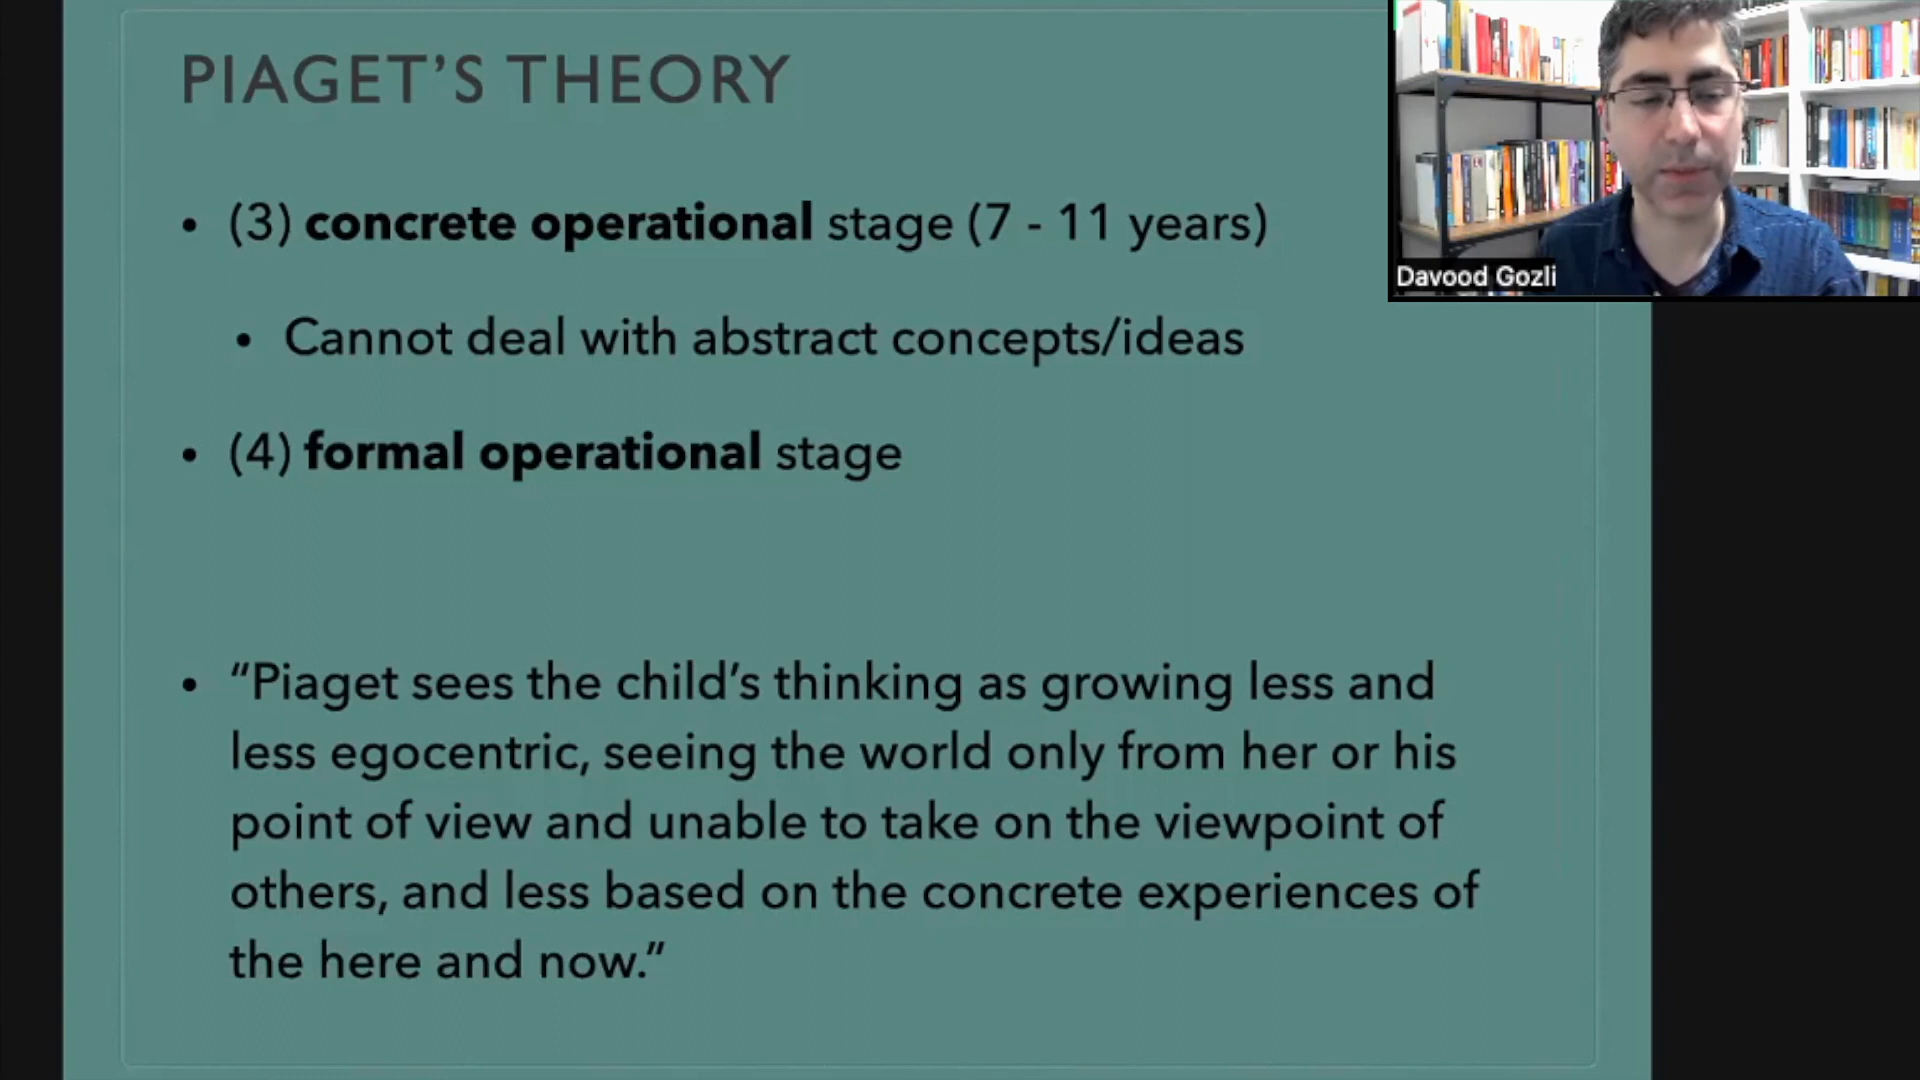 PIAGET’S THEORY
• (3) concrete operational stage (7 - 11 years)
• Cannot deal with abstract concepts/ideas
• (4) formal operational stage
• “Piaget sees the child’s thinking as growing less and
less egocentric, seeing the world only from her or his
point of view and unable to take on the viewpoint of
others, and less based on the concrete experiences of
the here and now.”
Davood Gozli